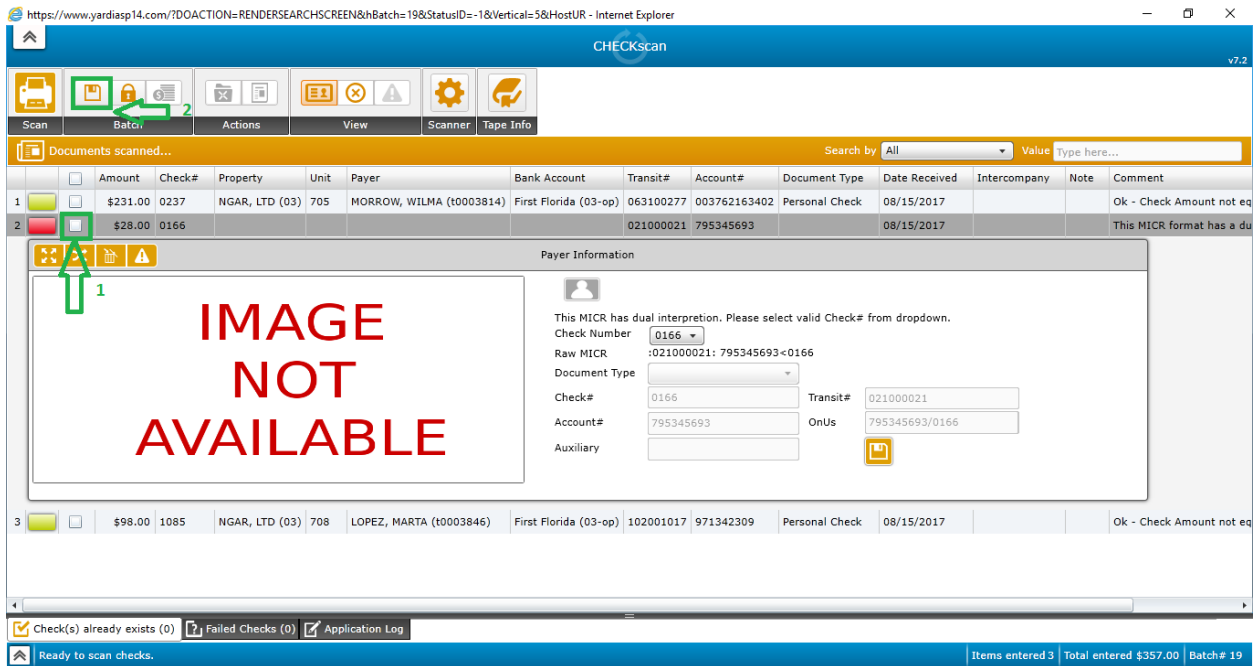 https://www.yardiasp14.com/?DOACTION=RENDERSEARCHSCREEN&hBatch=19&StatusID=-1&Vertical=5&HostUR - Internet Explorer
CHECKscan
v7.2
2
Scan Batch Actions View Scanner Tape Info
Documents scanned... Search by All Value Type here...
Amount Check# Property Unit Payer Bank Account Transit# Account# Document Type Date Received Intercompany Note Comment
1 $231.00 0237 NGAR, LTD (03) 705 MORROW, WILMA (t0003814) First Florida (03-op) 063100277 003762163402 Personal Check 08/15/2017 Ok - Check Amount not eq
2 $28.00 0166 021000021 795345693 08/15/2017 This MICR format has a du
Payer Information
1
IMAGE
NOT
AVAILABLE
This MICR has dual interpretion. Please select valid Check# from dropdown.
Check Number 0166
Raw MICR :021000021: 795345693<0166
Document Type
Check# 0166 Transit# 021000021
Account# 795345693 OnUs 795345693/0166
Auxiliary
3 $98.00 1085 NGAR, LTD (03) 708 LOPEZ, MARTA (t0003846) First Florida (03-op) 102001017 971342309 Personal Check 08/15/2017 Ok - Check Amount not eq
Check(s) already exists (0) Failed Checks (0) Application Log
Ready to scan checks. Items entered 3 Total entered $357.00 Batch# 19